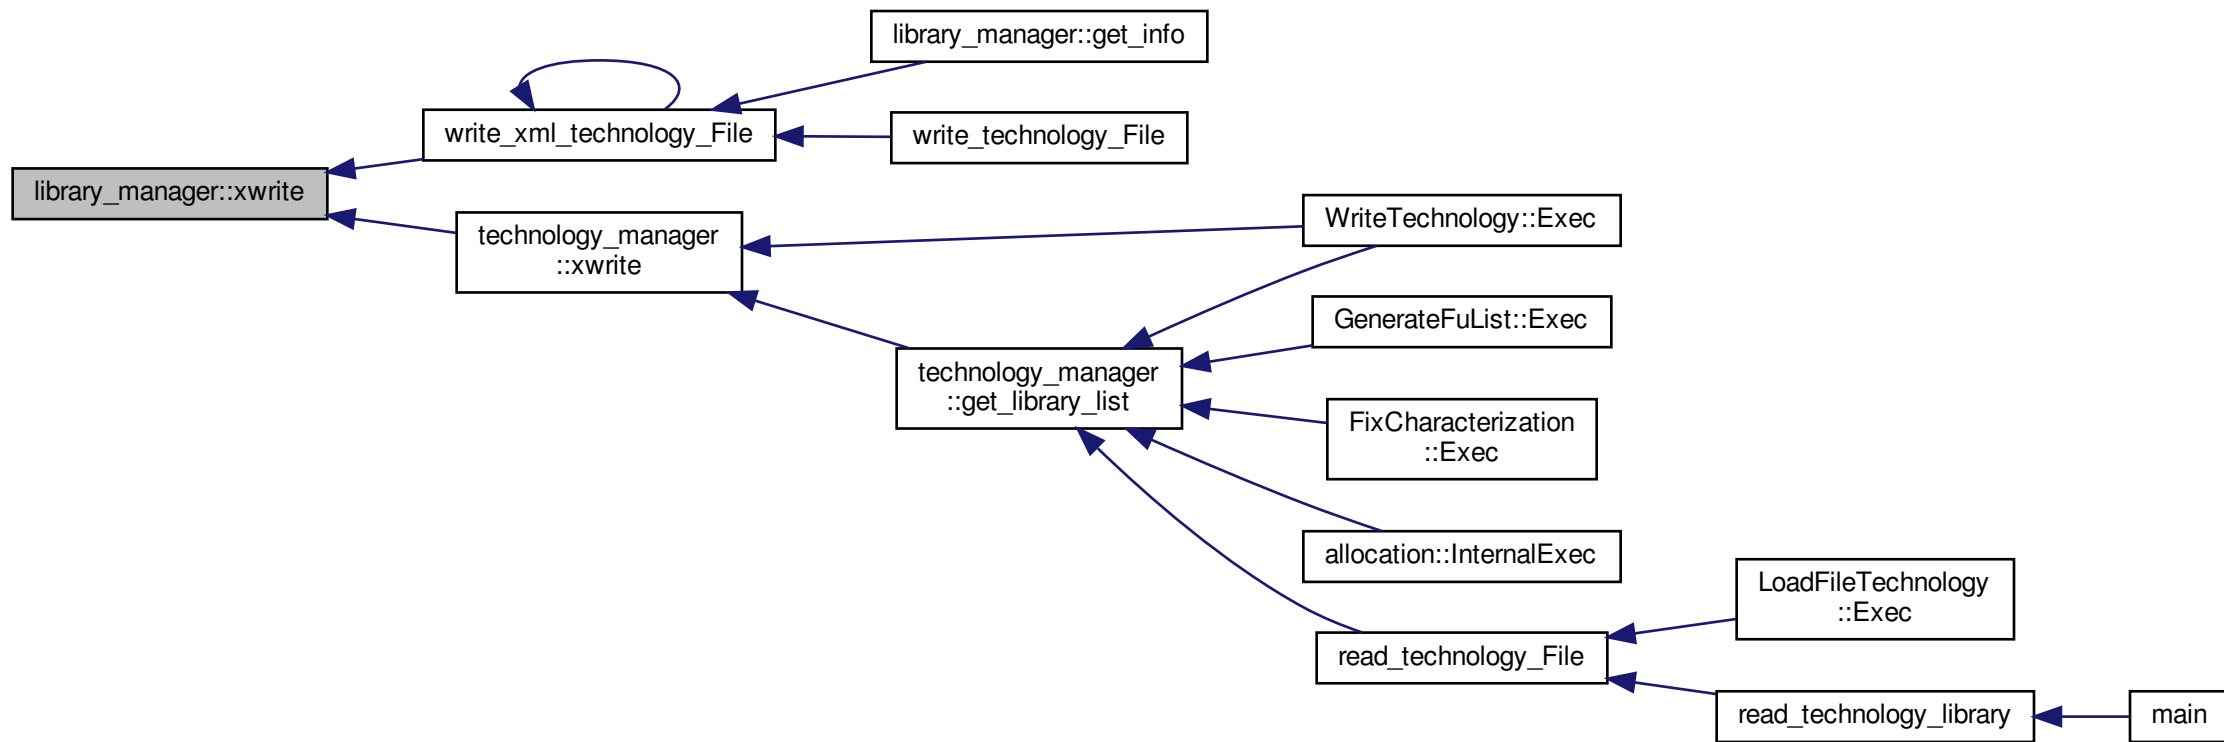 library_manager::get_info
write_xml_technology_File
write_technology_File
library_manager::xwrite
technology_manager
::xwrite
WriteTechnology::Exec
GenerateFuList::Exec
technology_manager
::get_library_list
FixCharacterization
::Exec
allocation::InternalExec
LoadFileTechnology
::Exec
read_technology_File
read_technology_library
main